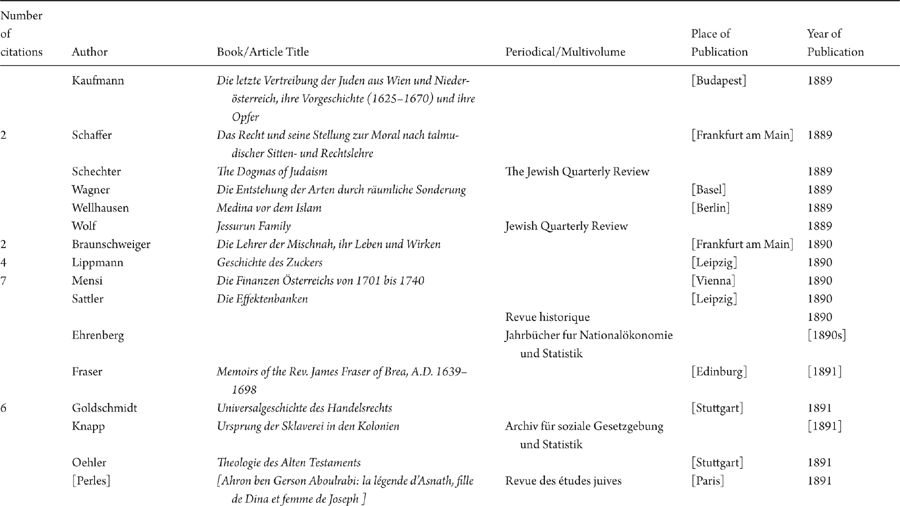 Number
of
citations Author Book/Article Title Periodical/Multivolume Place of
Publication Year of
Publication
Kaufmann Die letzte Vertreibung der Juden aus Wien und Nieder-
österreich, ihre Vorgeschichte (1625–1670) und ihre
Opfer [Budapest] 1889
2 Schaffer Das Recht und seine Stellung zur Moral nach talmu-
discher Sitten- und Rechtslehre [Frankfurt am Main] 1889
Schechter The Dogmas of Judaism The Jewish Quarterly Review 1889
Wagner Die Entstehung der Arten durch räumliche Sonderung [Basel] 1889
Wellhausen Medina vor dem Islam [Berlin] 1889
Wolf Jessurun Family Jewish Quarterly Review 1889
2 Braunschweiger Die Lehrer der Mischnah, ihr Leben und Wirken [Frankfurt am Main] 1890
4 Lippmann Geschichte des Zuckers [Leipzig] 1890
7 Mensi Die Finanzen Österreichs von 1701 bis 1740 [Vienna] 1890
Sattler Die Effektenbanken [Leipzig] 1890
Revue historique 1890
Ehrenberg Jahrbücher fur Nationalökonomie
und Statistik [1890s]
Fraser Memoirs of the Rev. James Fraser of Brea, A.D. 1639–
1698 [Edinburg] [1891]
6 Goldschmidt Universalgeschichte des Handelsrechts [Stuttgart] 1891
Knapp Ursprung der Sklaverei in den Kolonien Archiv für soziale Gesetzgebung
und Statistik [1891]
Oehler Theologie des Alten Testaments [Stuttgart] 1891
[Perles] [Ahron ben Gerson Aboulrabi: la légende d'Asnath, fille
de Dina et femme de Joseph ] Revue des études juives [Paris] 1891